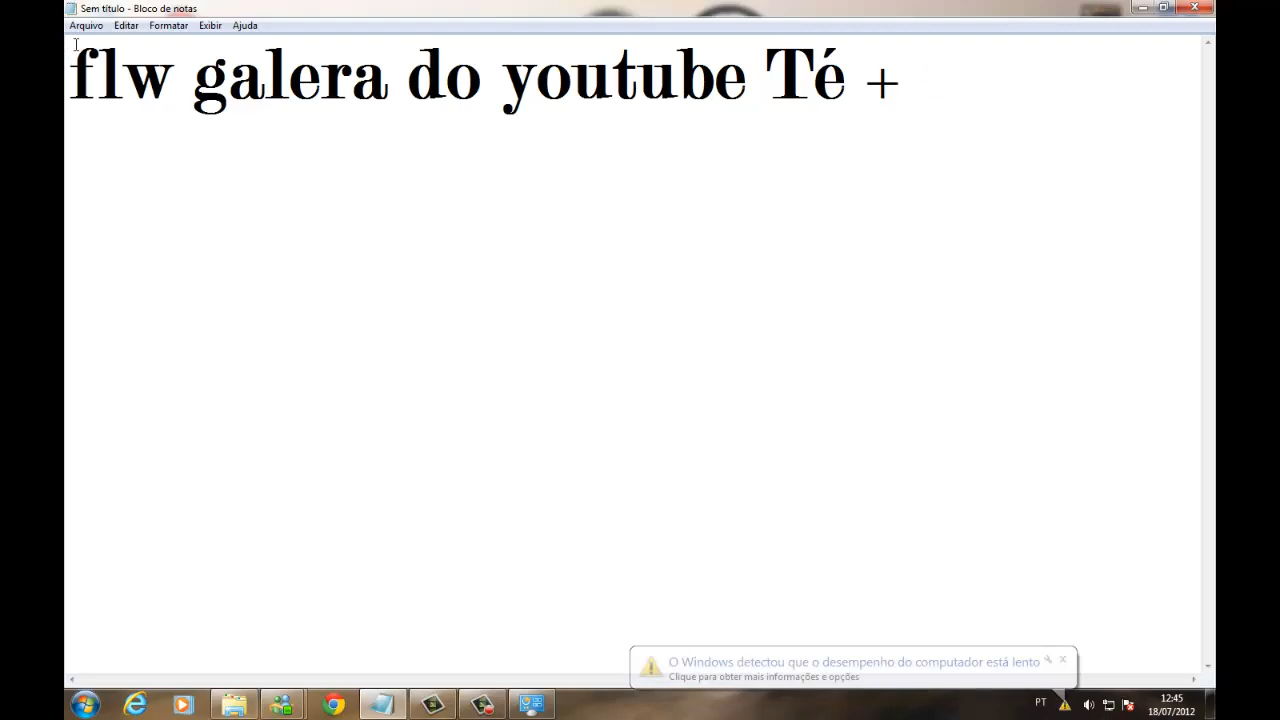 Sem título - Bloco de notas
Arquivo Editar Formatar Exibir Ajuda
flw galera do youtube Té +
O Windows detectou que o desempenho do computador está lento
Clique para obter mais informações e opções
PT
12:45
18/07/2012